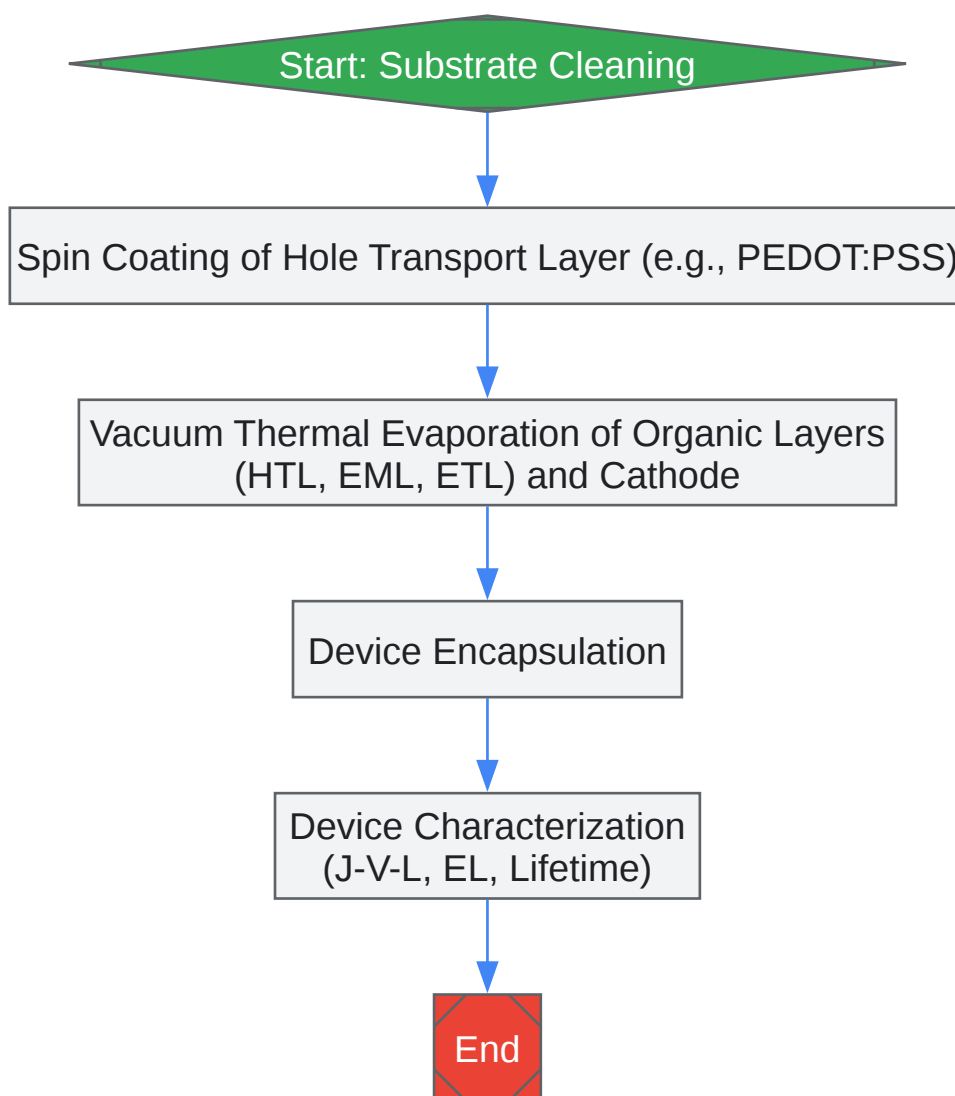 Start: Substrate Cleaning
Spin Coating of Hole Transport Layer (e.g., PEDOT:PSS)
Vacuum Thermal Evaporation of Organic Layers
(HTL, EML, ETL) and Cathode
Device Encapsulation
Device Characterization
(J-V-L, EL, Lifetime)
End